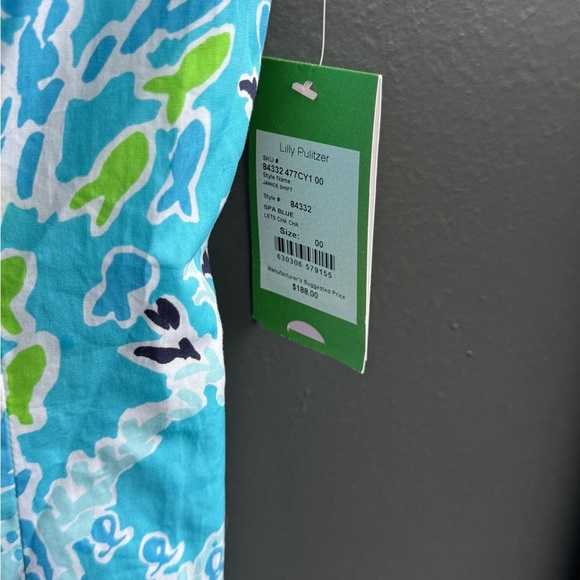 Lilly Pulitzer
SKU #
84332 477CY1 00
Style Name
JANICE SHIFT
Style #: 84332
SPA BLUE
LETS CHA CHA
Size: 00
630306 579155
Manufacturer's Suggested Price
$188.00